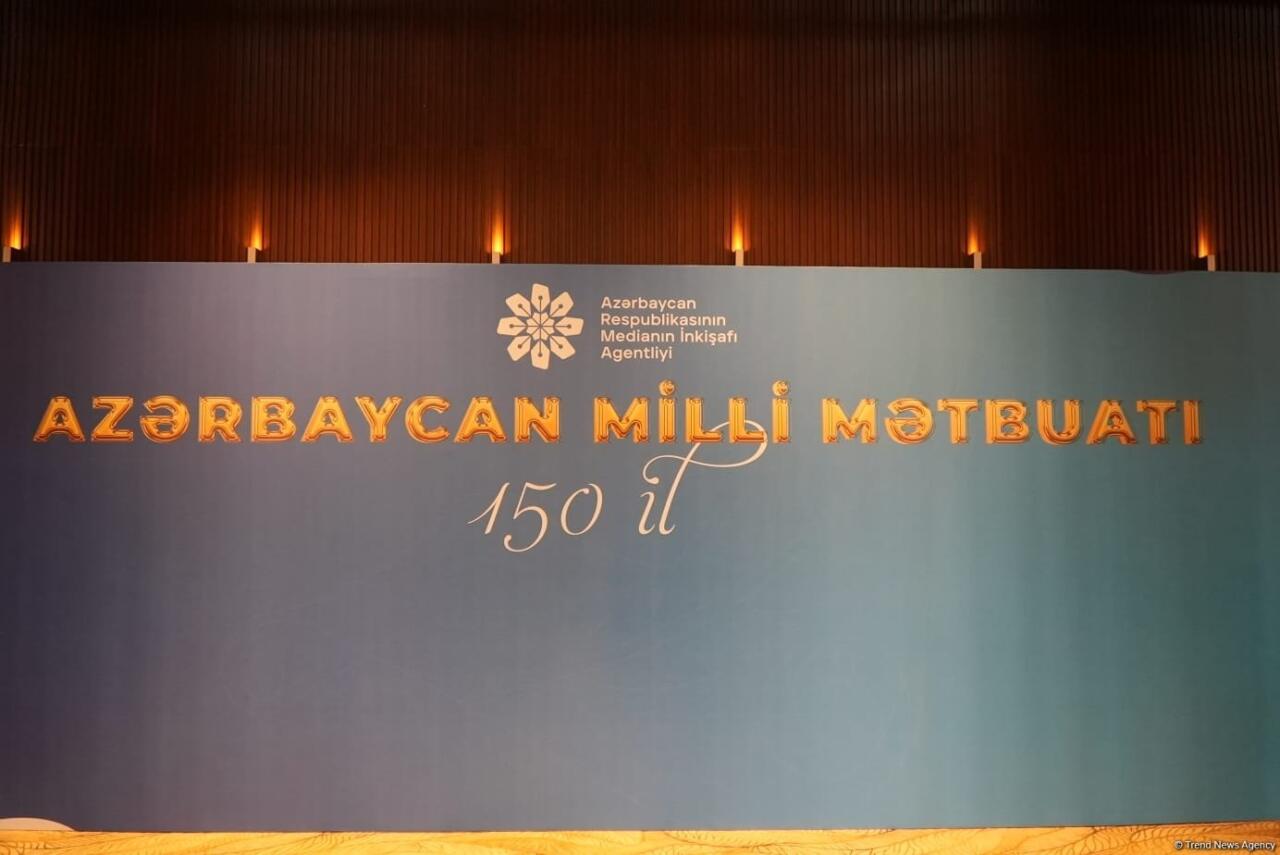 Azərbaycan
Respublikasının
Medianın İnkişafı
Agentliyi
AZƏRBAYCAN MİLLİ MƏTBUATI
150 il
© Trend News Agency